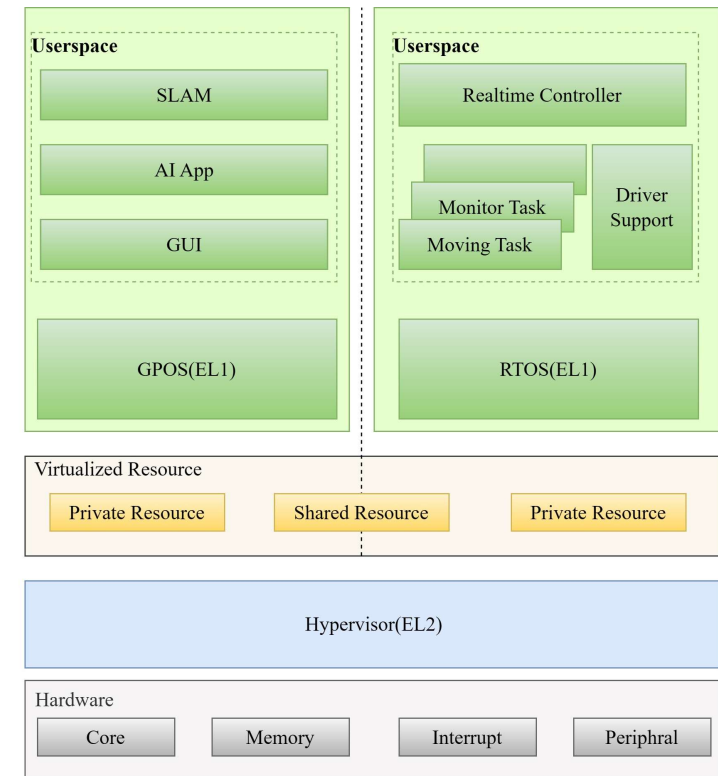 Userspace
SLAM
AI App
GUI
GPOS(EL1)
Userspace
Realtime Controller
Monitor Task
Moving Task
Driver
Support
RTOS(EL1)
Virtualized Resource
Private Resource
Shared Resource
Private Resource
Hypervisor(EL2)
Hardware
Core
Memory
Interrupt
Periphral